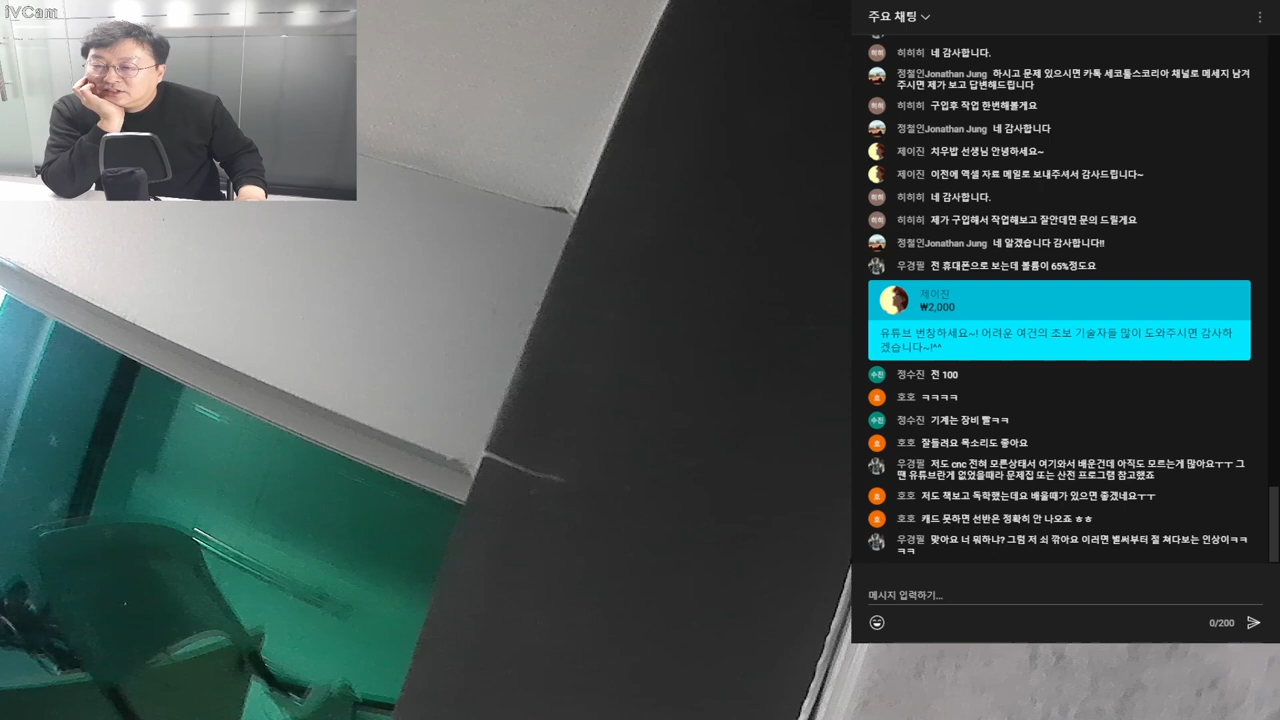 iVCam
주요 채팅
히히
히히히 네 감사합니다.
정철인Jonathan Jung 하시고 문제 있으시면 카톡 세코툴스코리아 채널로 메세지 남겨
주시면 제가 보고 답변해드립니다
히히
히히히 구입후 작업 한변해볼게요
정철인Jonathan Jung 네 감사합니다
제이진 치우밥 선생님 안녕하세요~
제이진 이전에 엑셀 자료 메일로 보내주셔서 감사드립니다~
히히
히히히 네 감사합니다.
히히
히히히 제가 구입해서 작업해보고 잘안데면 문의 드릴게요
정철인Jonathan Jung 네 알겠습니다 감사합니다!!
우경필 전 휴대폰으로 보는데 볼륨이 65%정도요
제이진
₩2,000
유튜브 번창하세요~! 어려운 여건의 초보 기술자들 많이 도와주시면 감사하
겠습니다~!^^
수진
정수진 전 100
호
호호 ㅋㅋㅋㅋ
수진
정수진 기계는 장비 빨ㅋㅋ
호
호호 잘들려요 목소리도 좋아요
우경필 저도 cnc 전혀 모른상태서 여기와서 배운건데 아직도 모르는게 많아요ㅜㅜ 그
땐 유튜브란게 없었을때라 문제집 또는 산전 프로그램 참고했죠
호
호호 저도 책보고 독학했는데요 배울때가 있으면 좋겠네요ㅜㅜ
호
호호 캐드 못하면 선반은 정확히 안 나오죠 ㅎㅎ
우경필 맞아요 너 뭐하냐? 그럼 저 쇠 깎아요 이러면 벌써부터 절 쳐다보는 인상이ㅋㅋ
ㅋㅋ
메시지 입력하기...
0/200